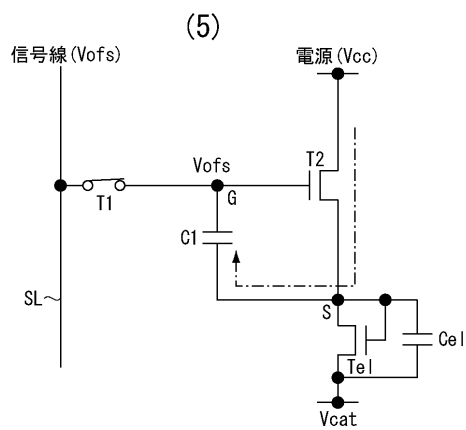 (5)
信号線(Vofs)
電源(Vcc)
Vofs
T2
G
T1
C1
SL
S
Cel
Tel
Vcat